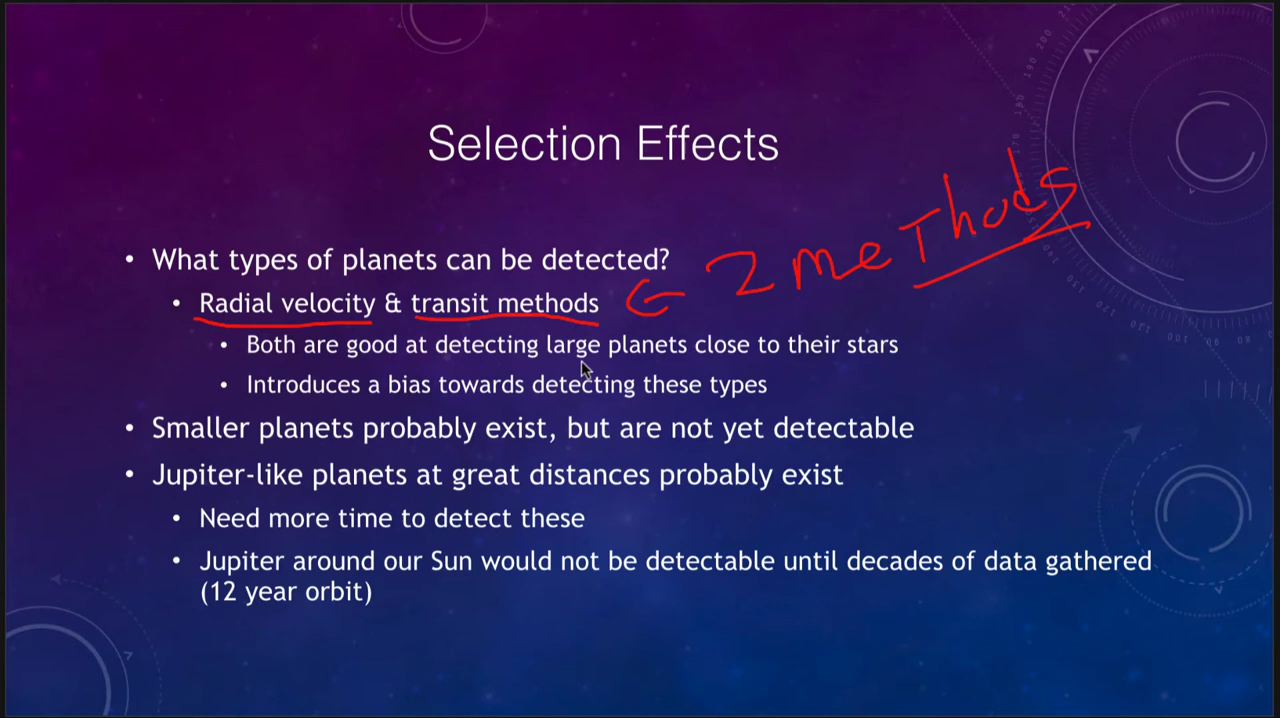 Selection Effects
• What types of planets can be detected?
2 meThods
• Radial velocity & transit methods
• Both are good at detecting large planets close to their stars
• Introduces a bias towards detecting these types
• Smaller planets probably exist, but are not yet detectable
• Jupiter-like planets at great distances probably exist
• Need more time to detect these
• Jupiter around our Sun would not be detectable until decades of data gathered
(12 year orbit)